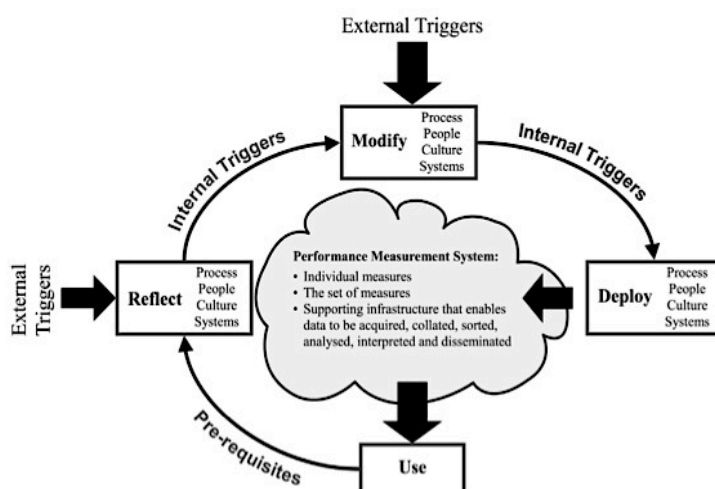 External Triggers
Modify
Process
People
Culture
Systems
Internal Triggers
Internal Triggers
External
Triggers
Reflect
Process
People
Culture
Systems
Performance Measurement System:
• Individual measures
• The set of measures
• Supporting infrastructure that enables
data to be acquired, collated, sorted,
analysed, interpreted and disseminated
Deploy
Process
People
Culture
Systems
Pre-requisites
Use